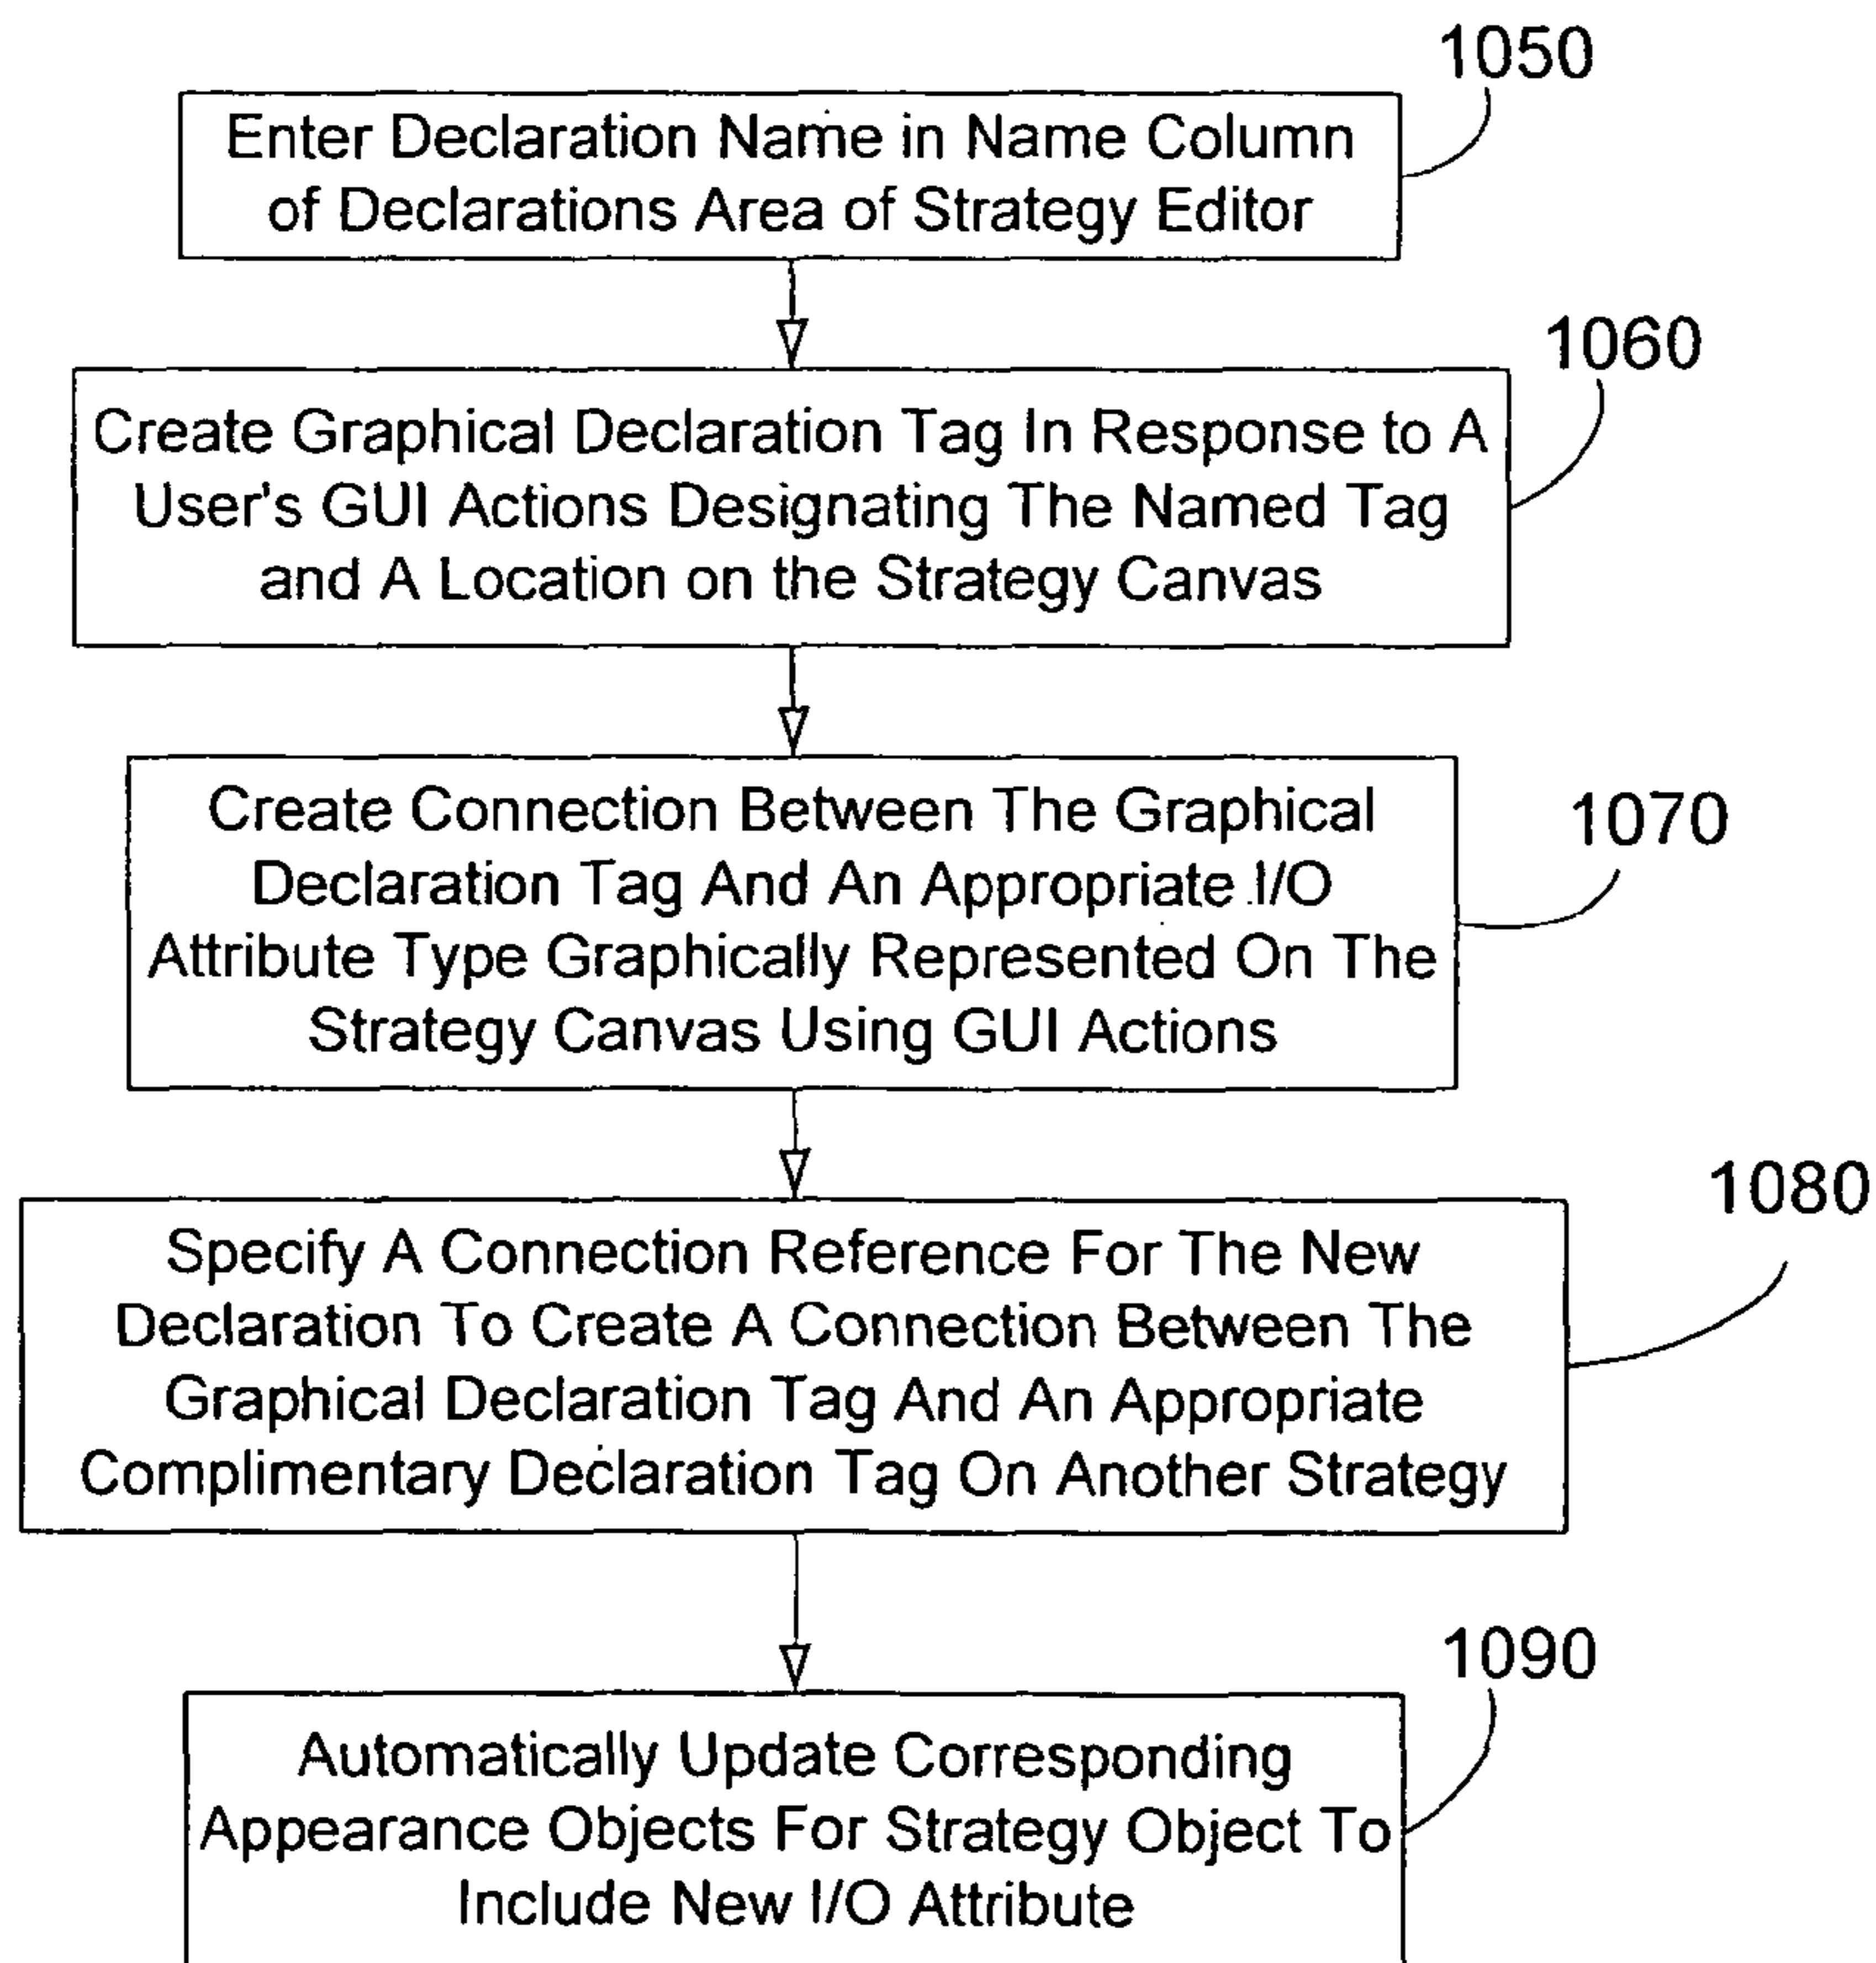 1050
Enter Declaration Name in Name Column
of Declarations Area of Strategy Editor
1060
Create Graphical Declaration Tag In Response to A
User's GUI Actions Designating The Named Tag
and A Location on the Strategy Canvas
1070
Create Connection Between The Graphical
Declaration Tag And An Appropriate I/O
Attribute Type Graphically Represented On The
Strategy Canvas Using GUI Actions
1080
Specify A Connection Reference For The New
Declaration To Create A Connection Between The
Graphical Declaration Tag And An Appropriate
Complimentary Declaration Tag On Another Strategy
1090
Automatically Update Corresponding
Appearance Objects For Strategy Object To
Include New I/O Attribute